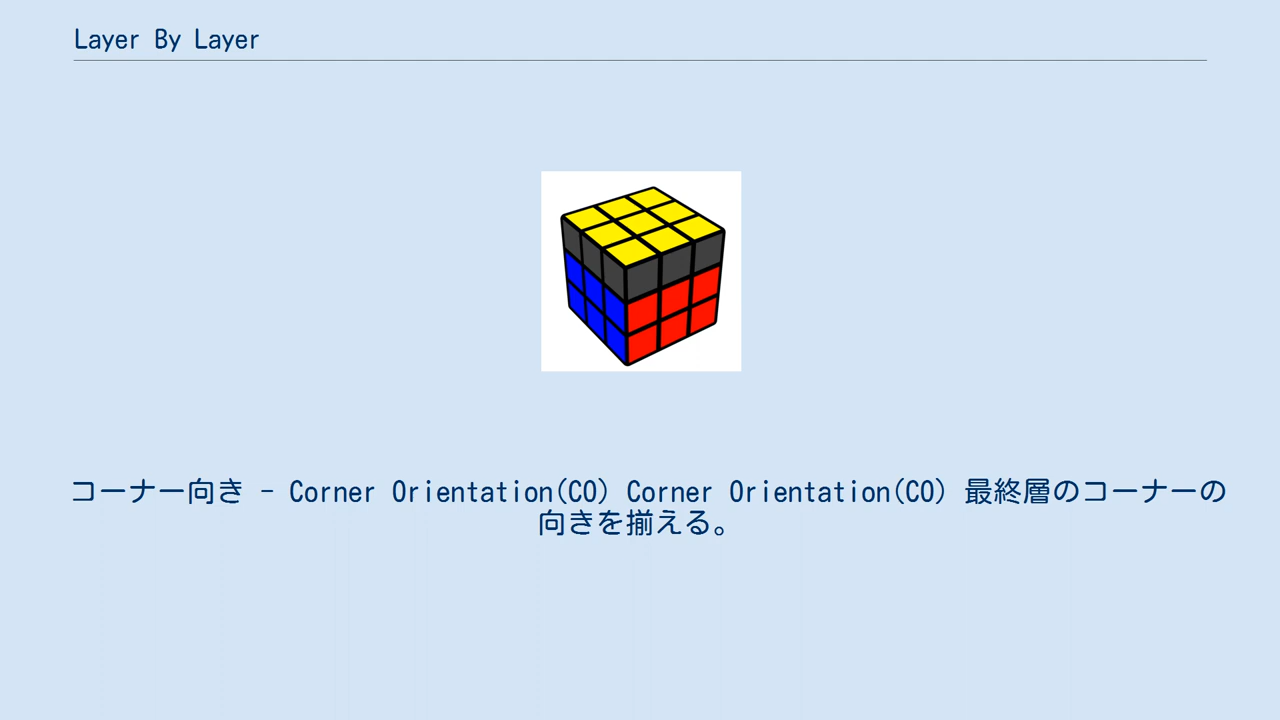 Layer By Layer
コーナー向き - Corner Orientation(CO) Corner Orientation(CO) 最終層のコーナーの
向きを揃える。